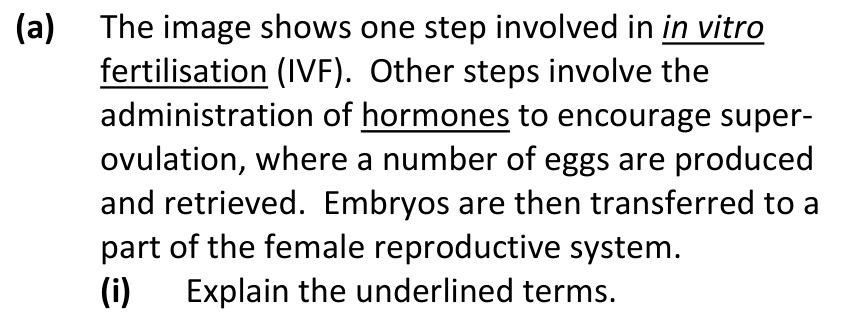 (a) The image shows one step involved in in vitro
fertilisation (IVF). Other steps involve the
administration of hormones to encourage super-
ovulation, where a number of eggs are produced
and retrieved. Embryos are then transferred to a
part of the female reproductive system.
(i) Explain the underlined terms.